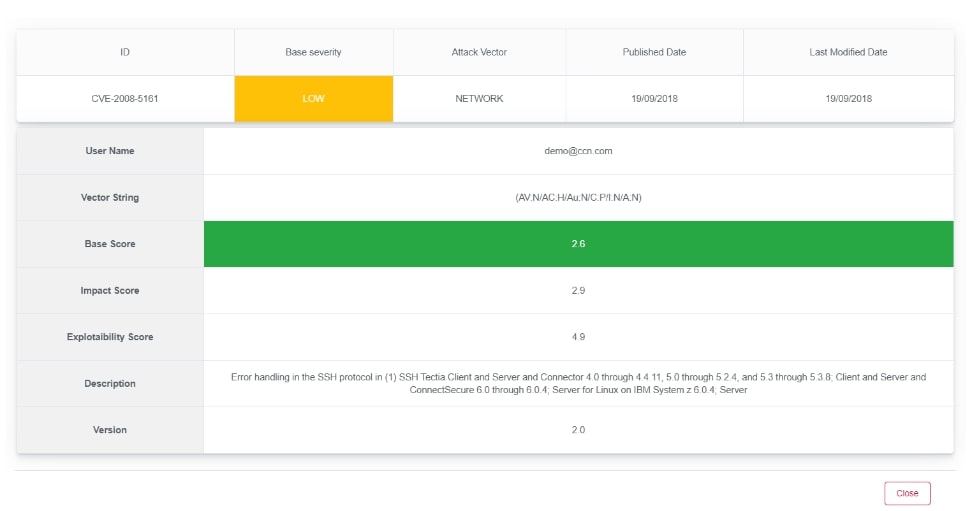 ID Base severity Attack Vector Published Date Last Modified Date
CVE-2008-5161 LOW NETWORK 19/09/2018 19/09/2018
User Name demo@ccn.com
Vector String (AV:N/AC:H/Au:N/C:P/I:N/A:N)
Base Score 2.6
Impact Score 2.9
Explotaibility Score 4.9
Description Error handling in the SSH protocol in (1) SSH Tectia Client and Server and Connector 4.0 through 4.4.11, 5.0 through 5.2.4, and 5.3 through 5.3.8; Client and Server and
ConnectSecure 6.0 through 6.0.4; Server for Linux on IBM System z 6.0.4; Server
Version 2.0
Close